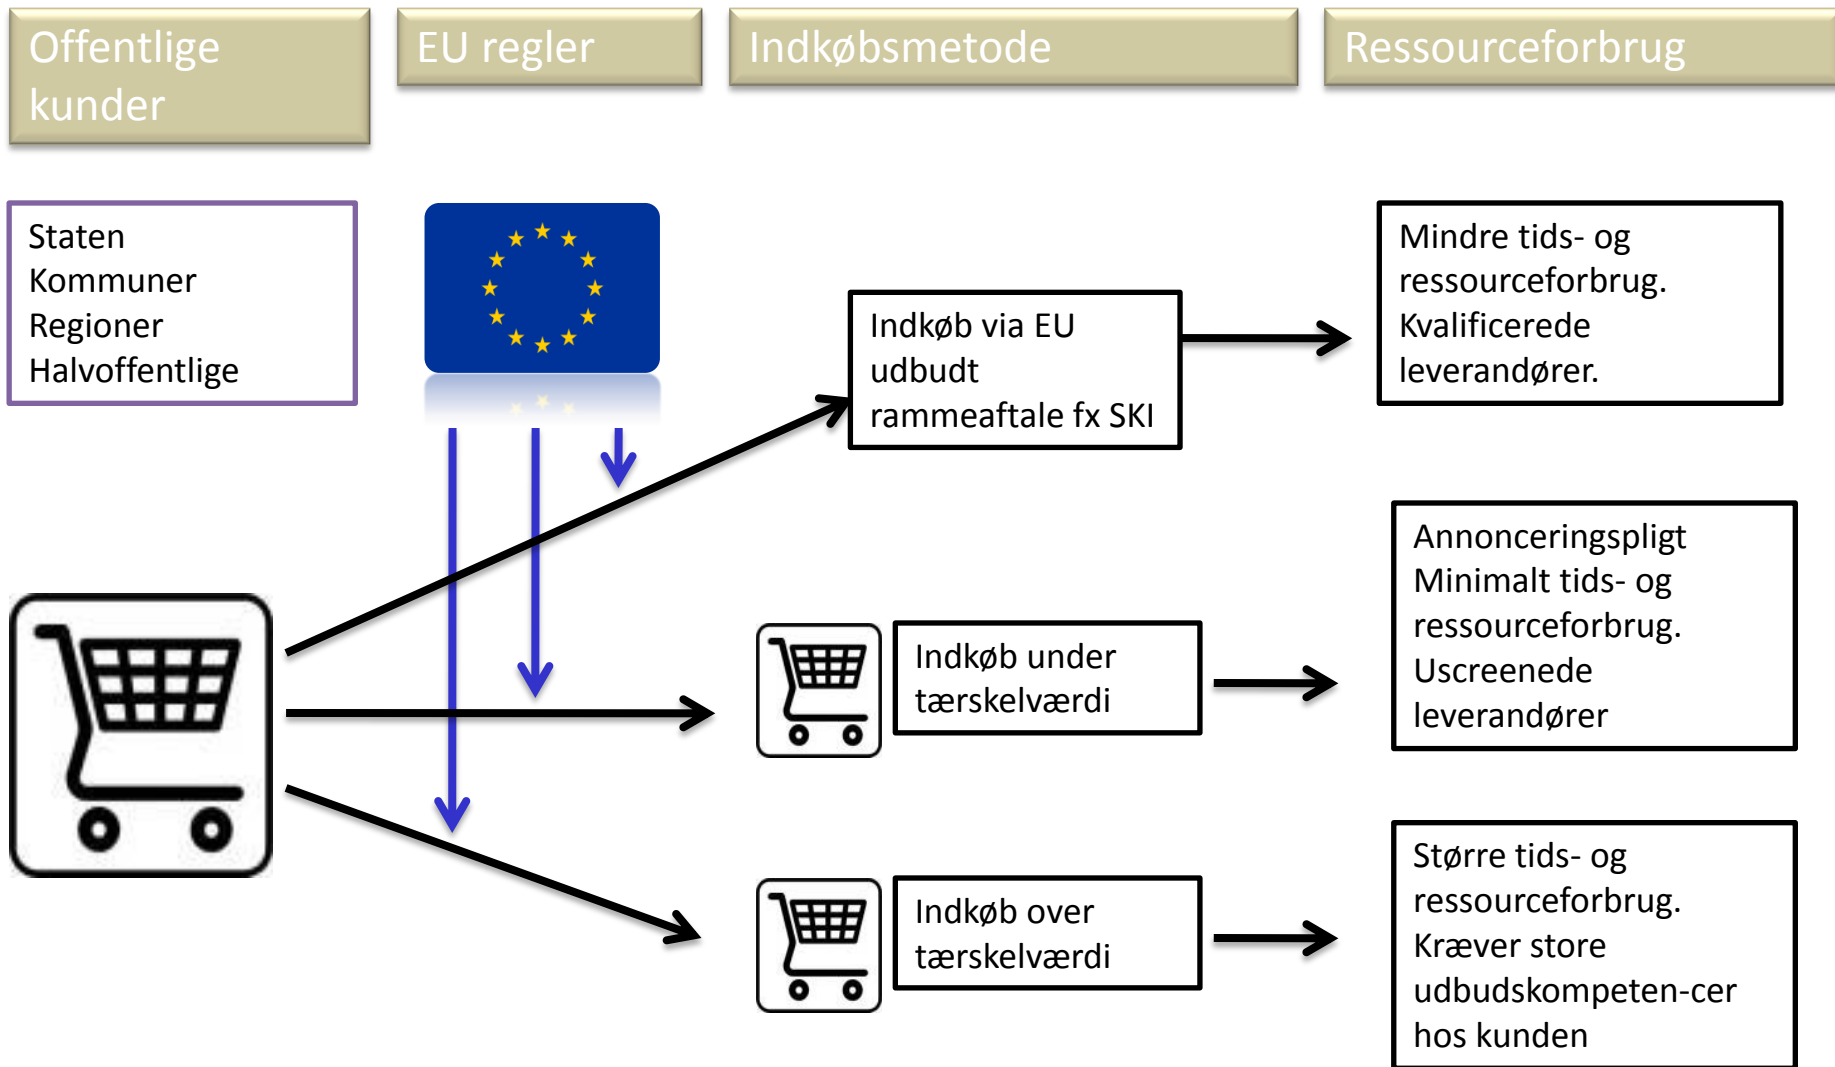 Offentlige
kunder
EU regler
Indkøbsmetode
Ressourceforbrug
Staten
Kommuner
Regioner
Halvoffentlige
Indkøb via EU
udbudt
rammeaftale fx SKI
Mindre tids- og
ressourceforbrug.
Kvalificerede
leverandører.
Indkøb under
tærskelværdi
Annonceringspligt
Minimalt tids- og
ressourceforbrug.
Uscreenede
leverandører
Indkøb over
tærskelværdi
Større tids- og
ressourceforbrug.
Kræver store
udbudskompeten-cer
hos kunden